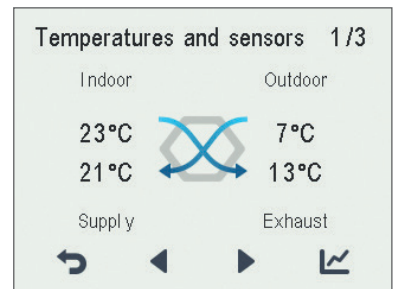 Temperatures and sensors 1/3
Indoor Outdoor
23°C 7°C
21°C 13°C
Supply Exhaust